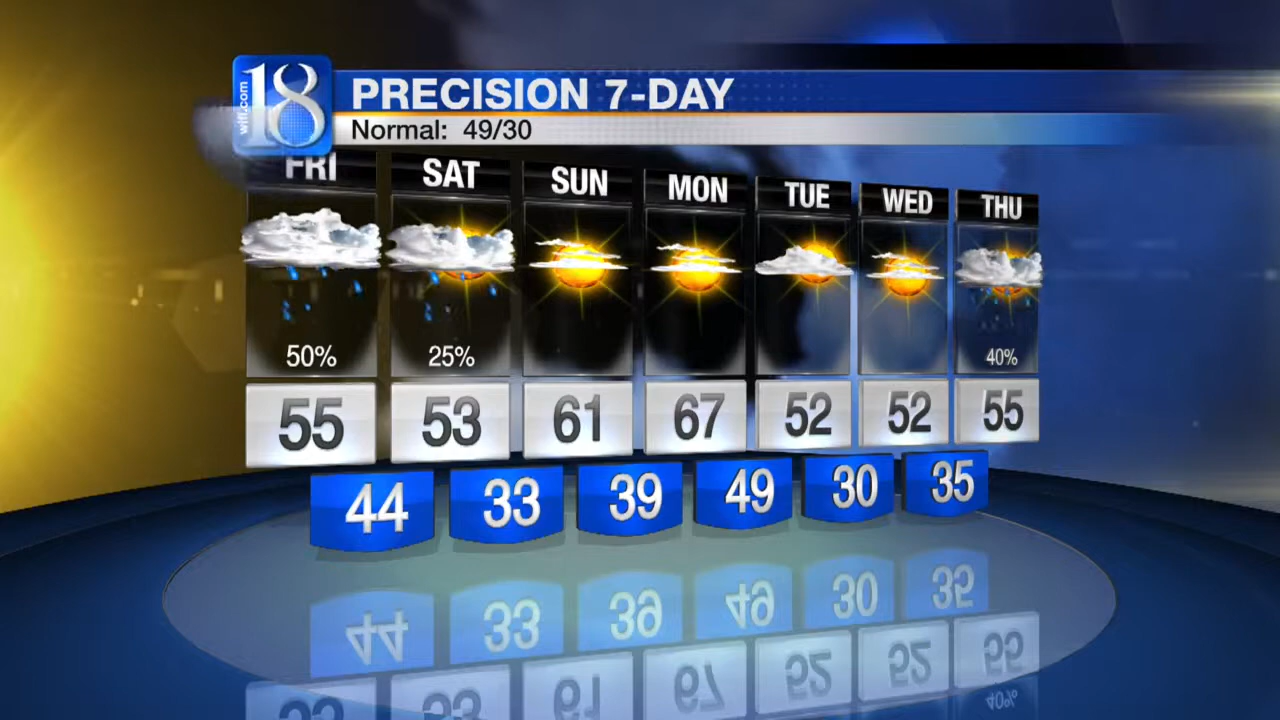 wlfi.com
18
PRECISION 7-DAY
Normal: 49/30
FRI SAT SUN MON TUE WED THU
50% 25% 40%
55 53 61 67 52 52 55
44 33 39 49 30 35